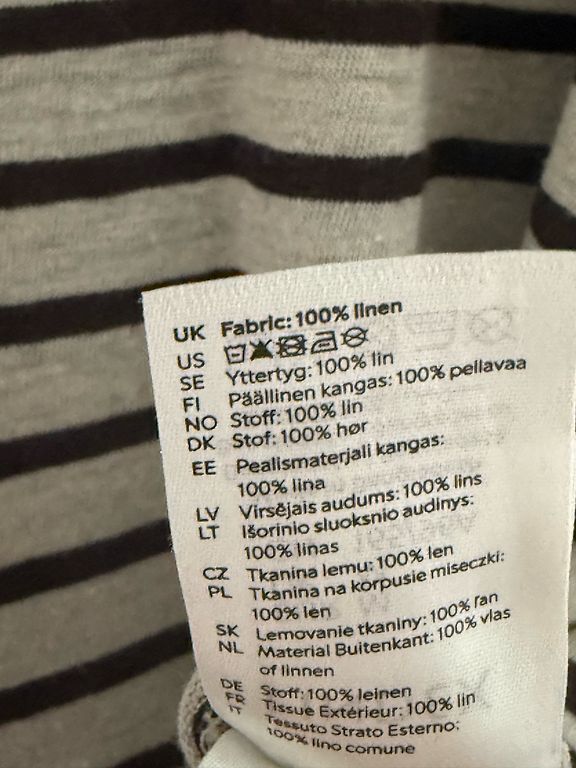 UK Fabric: 100% linen
US
SE Yttertyg: 100% lin
FI Päällinen kangas: 100% pellavaa
NO Stoff: 100% lin
DK Stof: 100% hør
EE Pealismaterjali kangas:
100% lina
LV Virsējais audums: 100% lins
LT Išorinio sluoksnio audinys:
100% linas
CZ Tkanina lemu: 100% len
PL Tkanina na korpusie miseczki:
100% len
SK Lemovanie tkaniny: 100% ľan
NL Material Buitenkant: 100% vlas
of linnen
DE Stoff: 100% leinen
FR Tissue Extérieur: 100% lin
IT Tessuto Strato Esterno:
100% lino comune